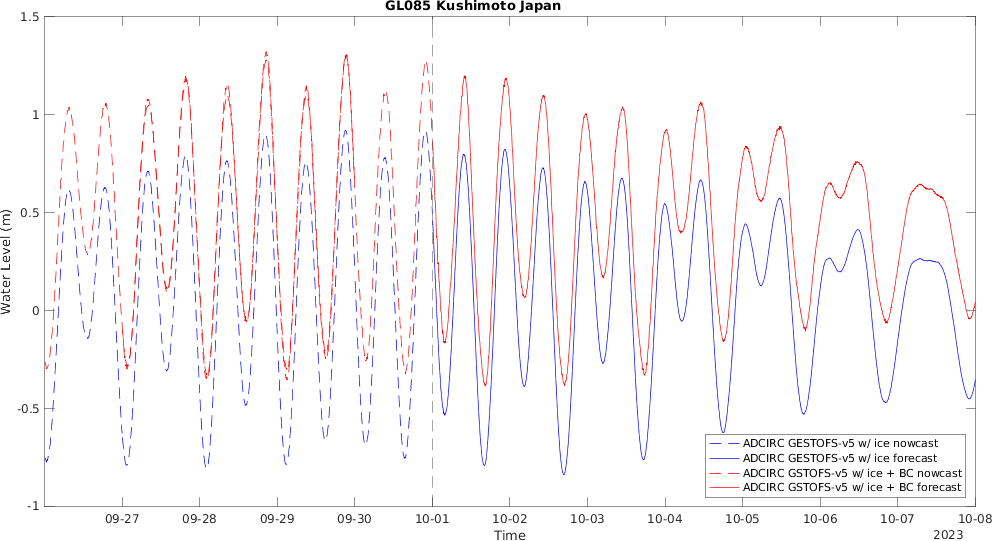 GL085 Kushimoto Japan
1.5
1
0.5
0
-0.5
-1
Water Level (m)
ADCIRC GESTOFS-v5 w/ ice nowcast
ADCIRC GESTOFS-v5 w/ ice forecast
ADCIRC GSTOFS-v5 w/ ice + BC nowcast
ADCIRC GSTOFS-v5 w/ ice + BC forecast
09-27 09-28 09-29 09-30 10-01 10-02 10-03 10-04 10-05 10-06 10-07 10-08
Time
2023